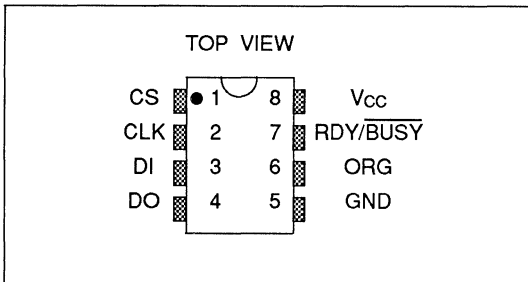 TOP VIEW
CS 1 8 Vcc
CLK 2 7 RDY/BUSY
DI 3 6 ORG
DO 4 5 GND